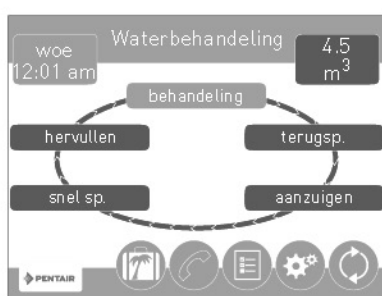 woe
12:01 am
Waterbehandeling
4.5
m³
behandeling
hervullen
terugsp.
snel sp.
aanzuigen
PENTAIR